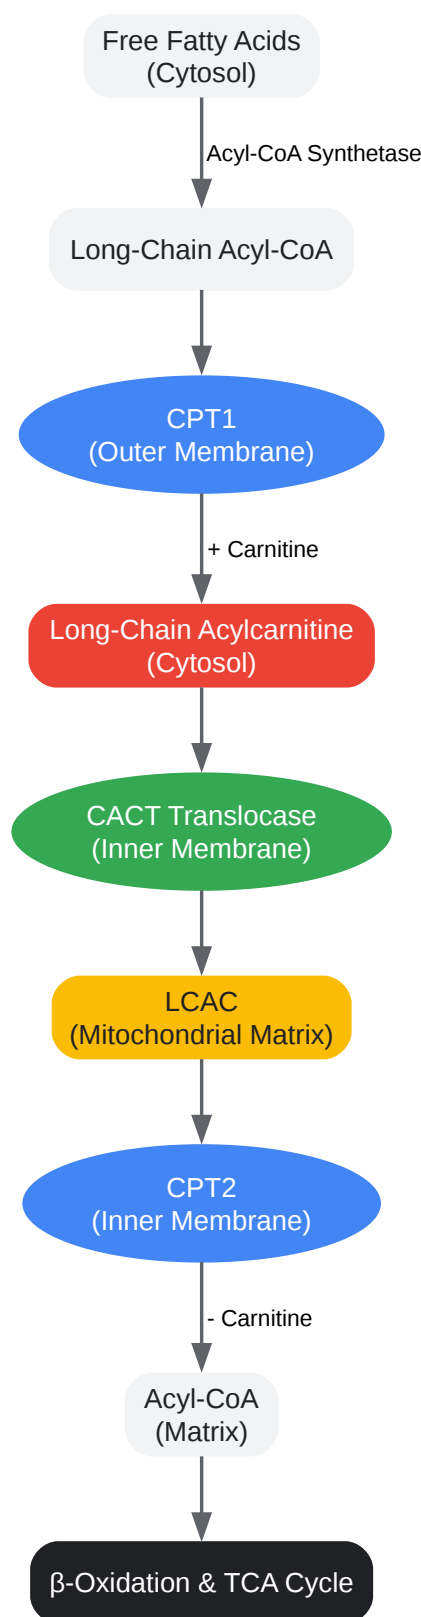 Free Fatty Acids
(Cytosol)
Acyl-CoA Synthetase
Long-Chain Acyl-CoA
CPT1
(Outer Membrane)
+ Carnitine
Long-Chain Acylcarnitine
(Cytosol)
CACT Translocase
(Inner Membrane)
LCAC
(Mitochondrial Matrix)
CPT2
(Inner Membrane)
- Carnitine
Acyl-CoA
(Matrix)
β-Oxidation & TCA Cycle